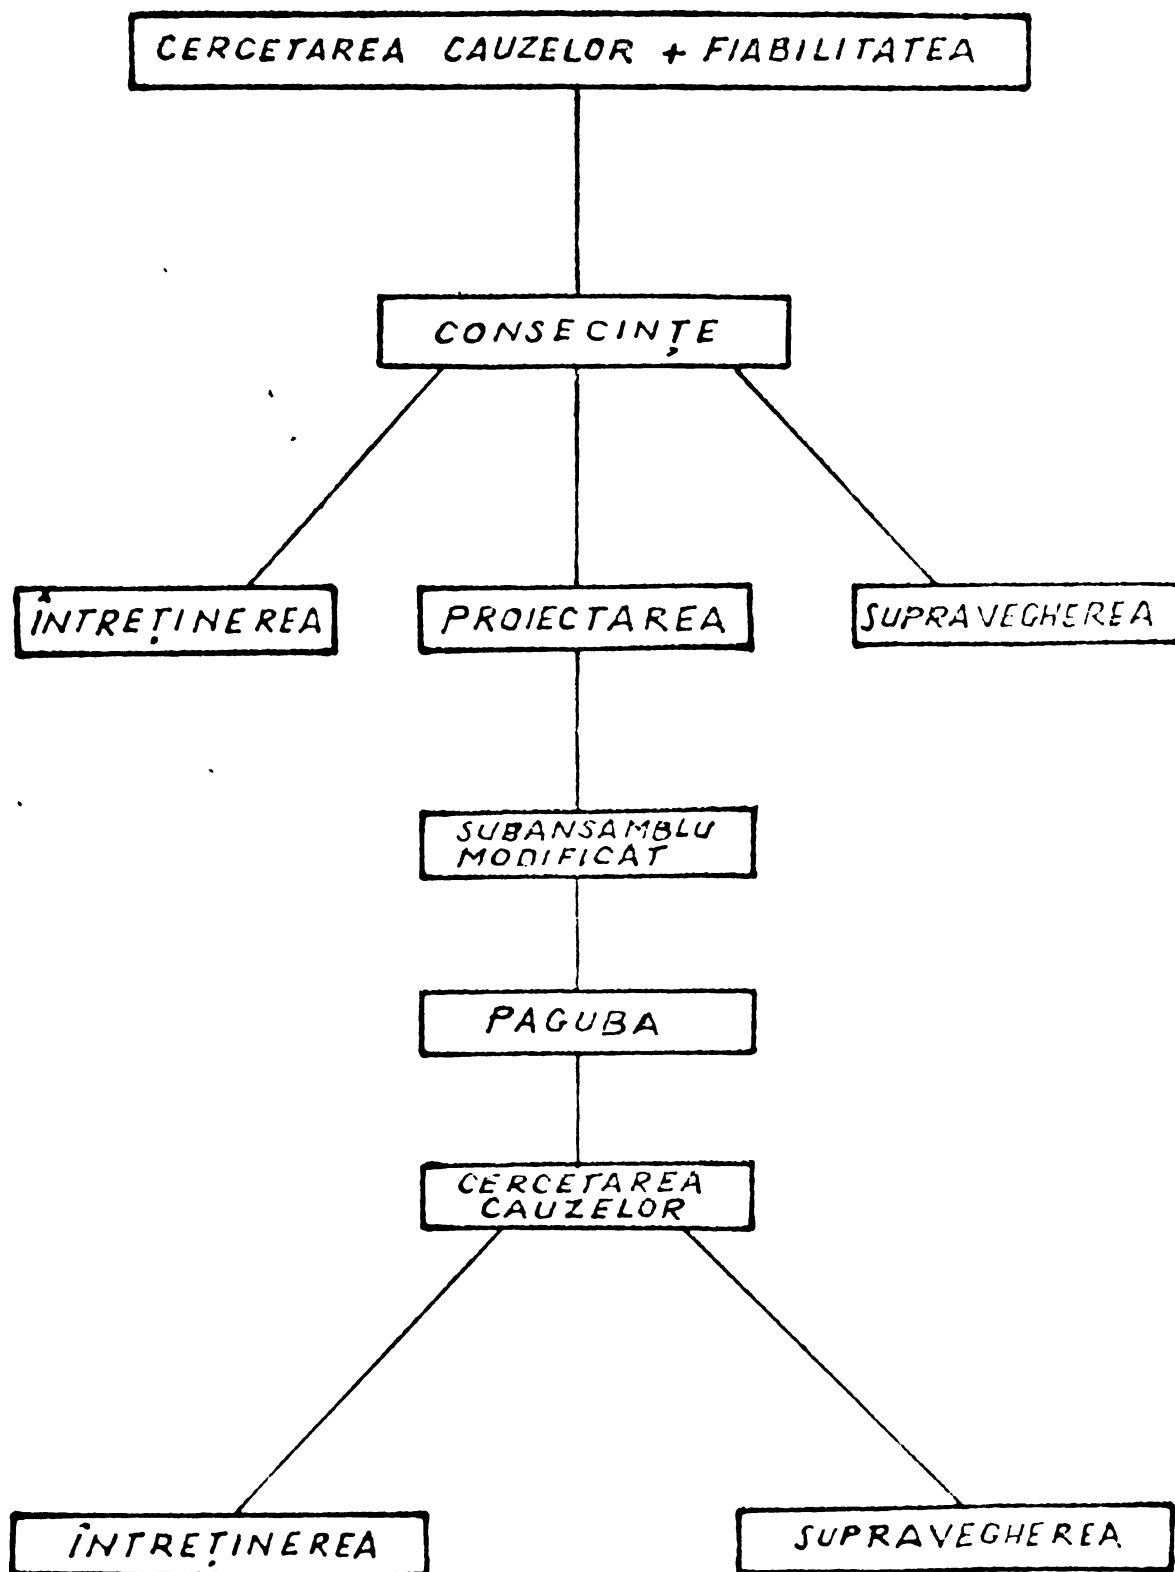 CERCETAREA CAUZELOR + FIABILITATEA
CONSECINȚE
ÎNTREȚINEREA
PROIECTAREA
SUPRAVEGHEREA
SUBANSAMBLU
MODIFICAT
PAGUBA
CERCETAREA
CAUZELOR
ÎNTREȚINEREA
SUPRAVEGHEREA